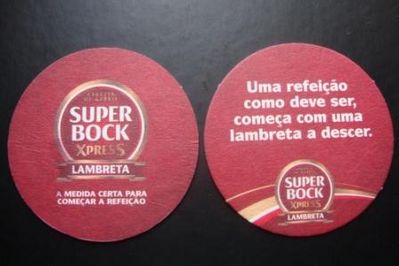 SUPER
BOCK
XPRESS
LAMBRETA
A MEDIDA CERTA PARA
COMEÇAR A REFEIÇÃO
Uma refeição
como deve ser,
começa com uma
lambreta a descer.
SUPER
BOCK
XPRESS
LAMBRETA